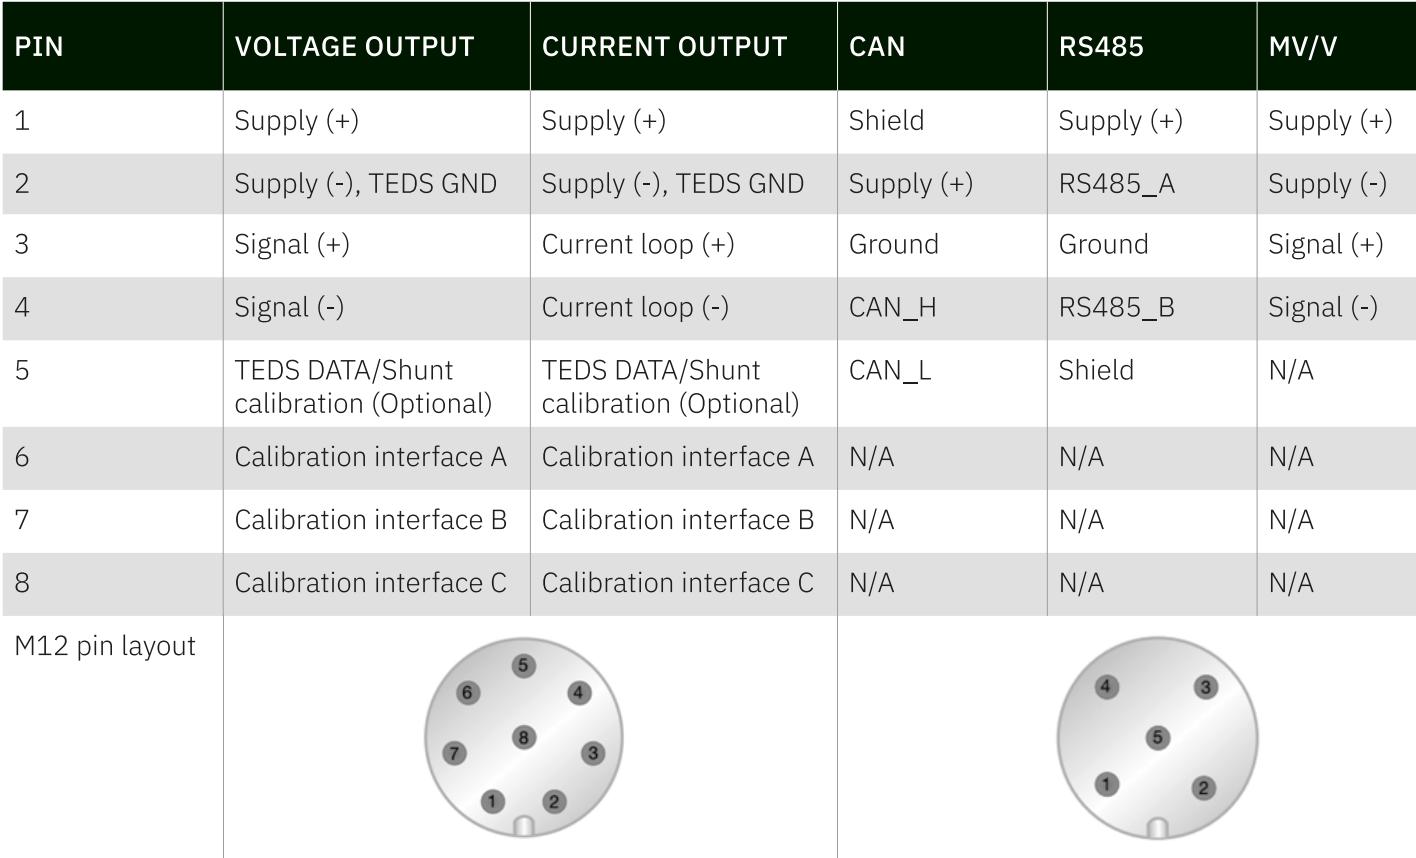 PIN VOLTAGE OUTPUT CURRENT OUTPUT CAN RS485 MV/V
1 Supply (+) Supply (+) Shield Supply (+) Supply (+)
2 Supply (-), TEDS GND Supply (-), TEDS GND Supply (+) RS485_A Supply (-)
3 Signal (+) Current loop (+) Ground Ground Signal (+)
4 Signal (-) Current loop (-) CAN_H RS485_B Signal (-)
5 TEDS DATA/Shunt TEDS DATA/Shunt CAN_L Shield N/A
calibration (Optional) calibration (Optional)
6 Calibration interface A Calibration interface A N/A N/A N/A
7 Calibration interface B Calibration interface B N/A N/A N/A
8 Calibration interface C Calibration interface C N/A N/A N/A
M12 pin layout
5
6 4
8
7 3
1 2
4 3
5
1 2